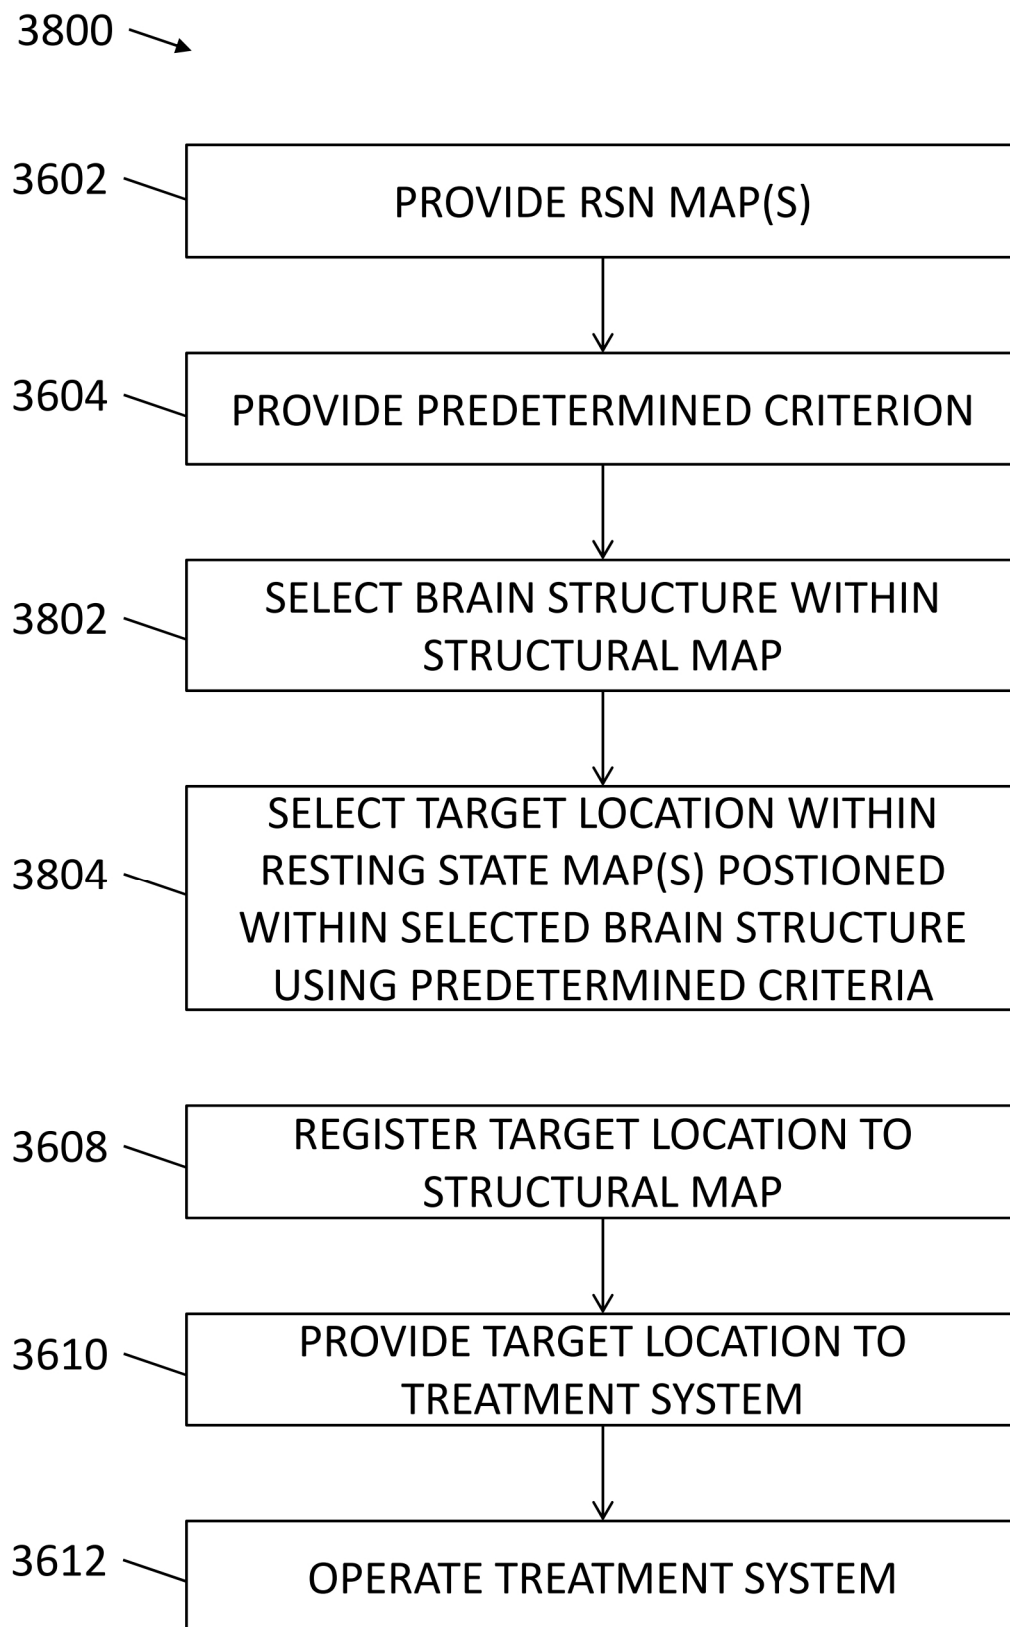 3800
3602
PROVIDE RSN MAP(S)
3604
PROVIDE PREDETERMINED CRITERION
3802
SELECT BRAIN STRUCTURE WITHIN
STRUCTURAL MAP
3804
SELECT TARGET LOCATION WITHIN
RESTING STATE MAP(S) POSTIONED
WITHIN SELECTED BRAIN STRUCTURE
USING PREDETERMINED CRITERIA
3608
REGISTER TARGET LOCATION TO
STRUCTURAL MAP
3610
PROVIDE TARGET LOCATION TO
TREATMENT SYSTEM
3612
OPERATE TREATMENT SYSTEM